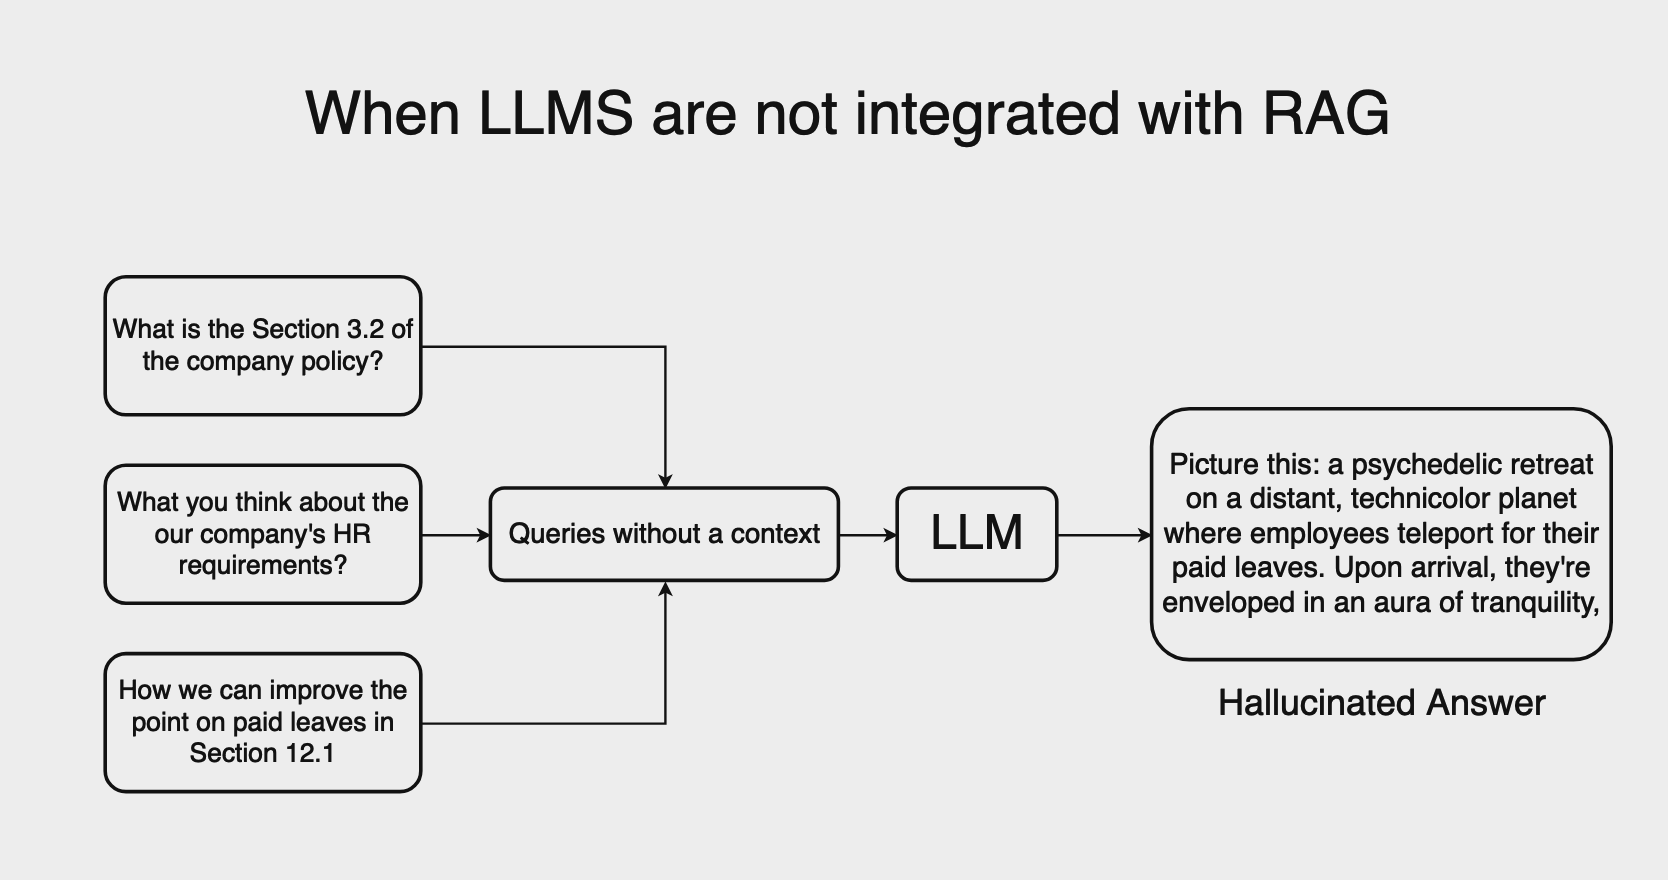 When LLMS are not integrated with RAG
What is the Section 3.2 of
the company policy?
What you think about the
our company's HR
requirements?
How we can improve the
point on paid leaves in
Section 12.1
Queries without a context
LLM
Picture this: a psychedelic retreat
on a distant, technicolor planet
where employees teleport for their
paid leaves. Upon arrival, they're
enveloped in an aura of tranquility,
Hallucinated Answer